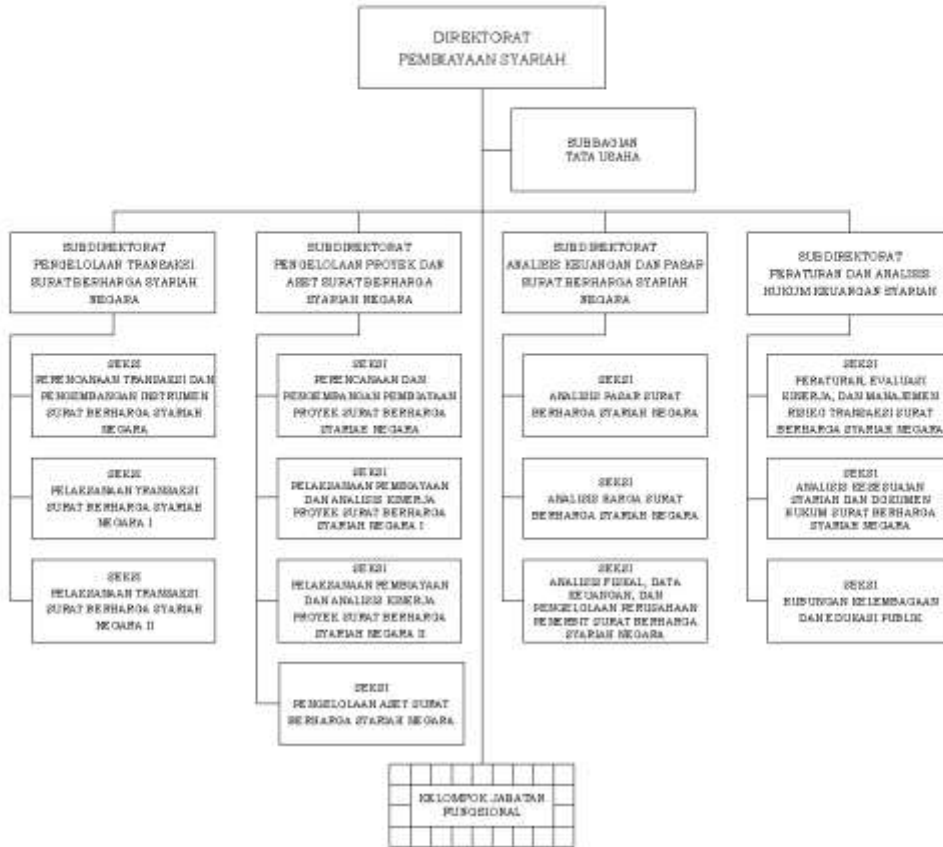 DIREKTORAT
PEMBIAYAAN SYARIAH
SUBBAGIAN
TATA USAHA
SUBDIREKTORAT
PENGELOLAAN TRANSAKSI
SURAT BERHARGA SYARIAH
NEGARA
SUBDIREKTORAT
PENGELOLAAN PROYEK DAN
ASET SURAT BERHARGA
SYARIAH NEGARA
SUBDIREKTORAT
ANALISIS KEUANGAN DAN PASAR
SURAT BERHARGA SYARIAH
NEGARA
SUBDIREKTORAT
PERATURAN DAN ANALISIS
HUKUM KEUANGAN SYARIAH
SEKSI
PERENCANAAN TRANSAKSI DAN
PENGEMBANGAN INSTRUMEN
SURAT BERHARGA SYARIAH
NEGARA
SEKSI
PERENCANAAN DAN
PENGEMBANGAN PEMBIAYAAN
PROYEK SURAT BERHARGA
SYARIAH NEGARA
SEKSI
ANALISIS PASAR SURAT
BERHARGA SYARIAH NEGARA
SEKSI
PERATURAN, EVALUASI
KINERJA, DAN MANAJEMEN
RISIKO TRANSAKSI SURAT
BERHARGA SYARIAH NEGARA
SEKSI
PELAKSANAAN TRANSAKSI
SURAT BERHARGA SYARIAH
NEGARA I
SEKSI
PELAKSANAAN PEMBIAYAAN
DAN ANALISIS KINERJA
PROYEK SURAT BERHARGA
SYARIAH NEGARA I
SEKSI
ANALISIS HARGA SURAT
BERHARGA SYARIAH NEGARA
SEKSI
ANALISIS KESESUAIAN
SYARIAH DAN DOKUMEN
HUKUM SURAT BERHARGA
SYARIAH NEGARA
SEKSI
PELAKSANAAN TRANSAKSI
SURAT BERHARGA SYARIAH
NEGARA II
SEKSI
PELAKSANAAN PEMBIAYAAN
DAN ANALISIS KINERJA
PROYEK SURAT BERHARGA
SYARIAH NEGARA II
SEKSI
ANALISIS FISKAL, DATA
KEUANGAN, DAN
PENGELOLAAN PERUSAHAAN
PENERBIT SURAT BERHARGA
SYARIAH NEGARA
SEKSI
HUBUNGAN KELEMBAGAAN
DAN EDUKASI PUBLIK
SEKSI
PENGELOLAAN ASET SURAT
BERHARGA SYARIAH NEGARA
KELOMPOK JABATAN
FUNGSIONAL